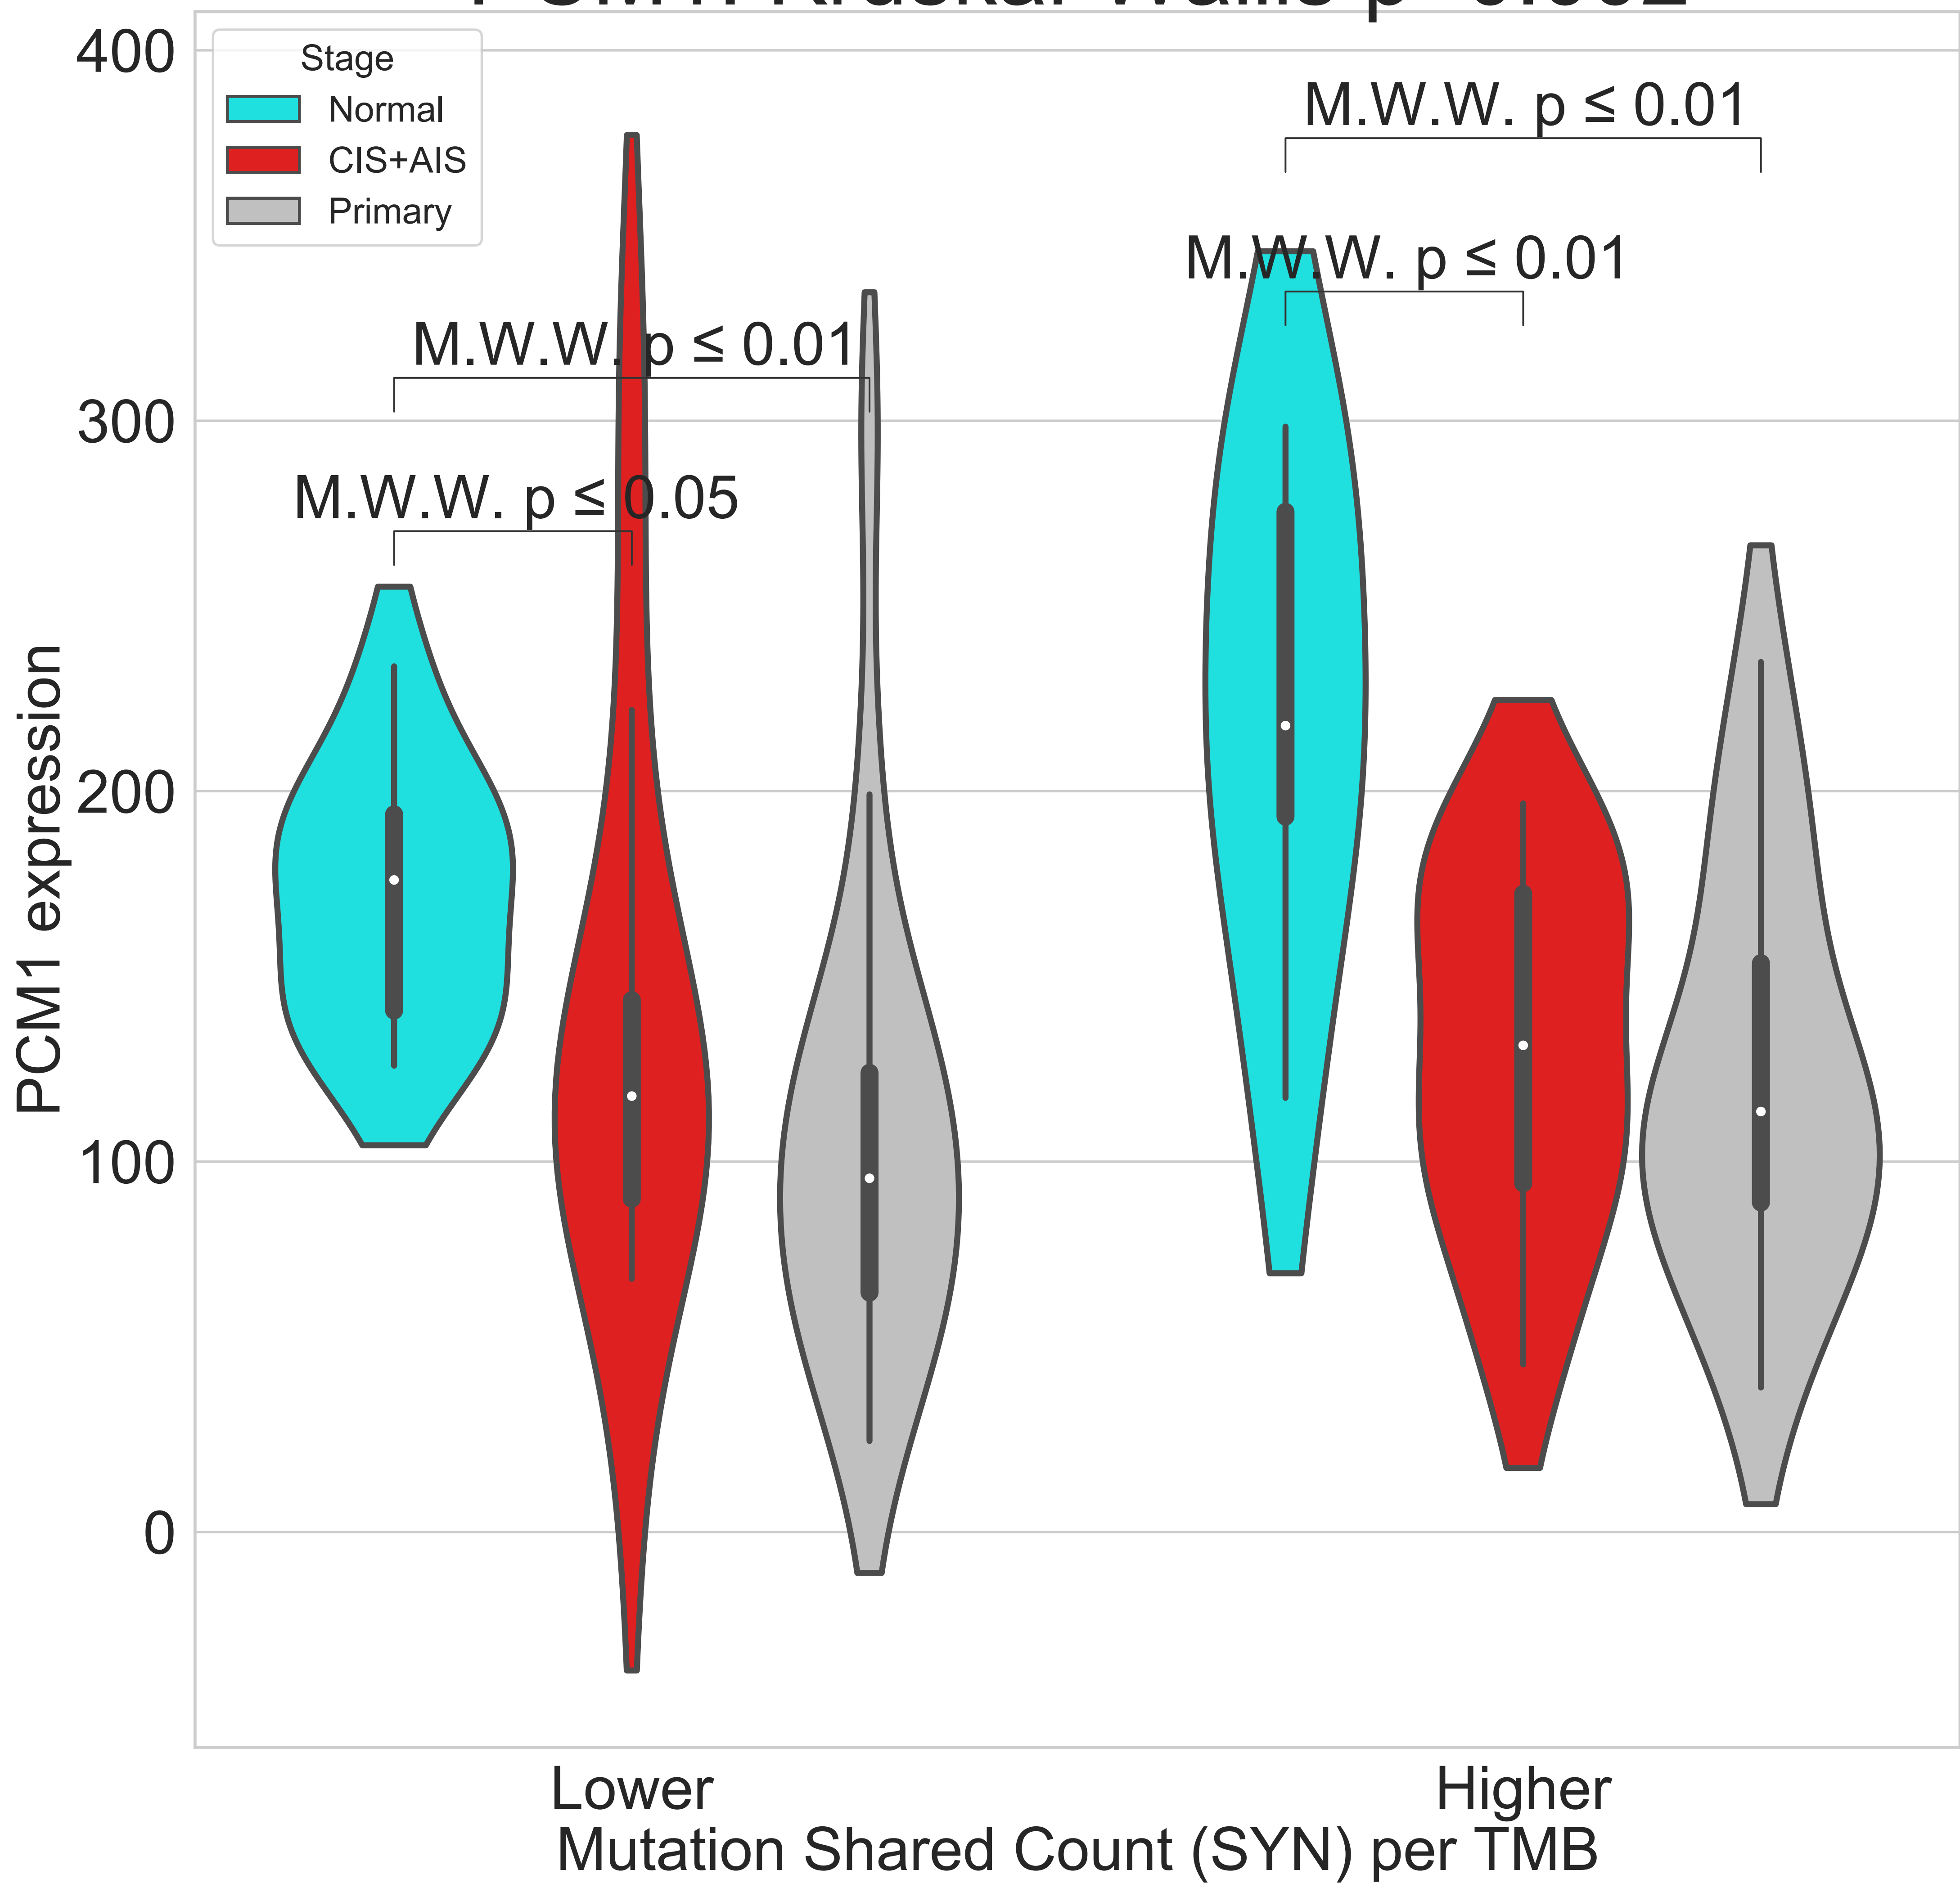 400
300
200
100
0
PCM1 expression
Stage
Normal
CIS+AIS
Primary
M.W.W. p ≤ 0.01
M.W.W. p ≤ 0.01
M.W.W. p ≤ 0.01
M.W.W. p ≤ 0.05
Lower
Higher
Mutation Shared Count (SYN) per TMB